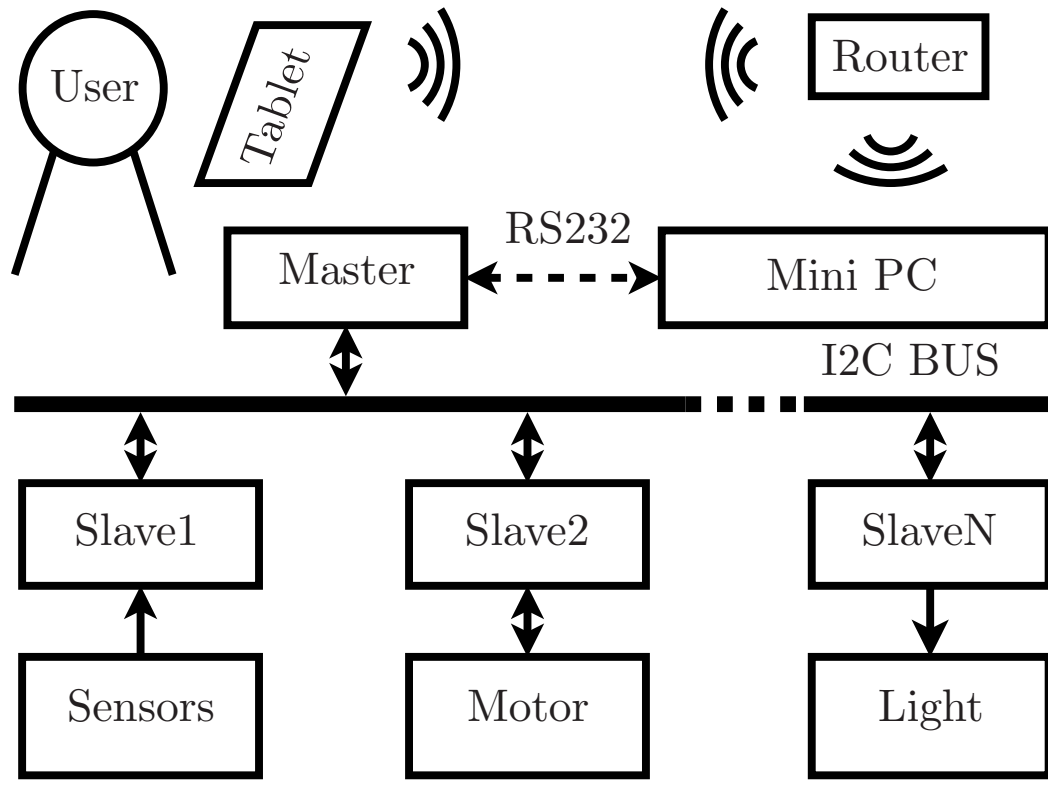 User
Tablet
Router
RS232
Master
Mini PC
I2C BUS
Slave1
Slave2
SlaveN
Sensors
Motor
Light